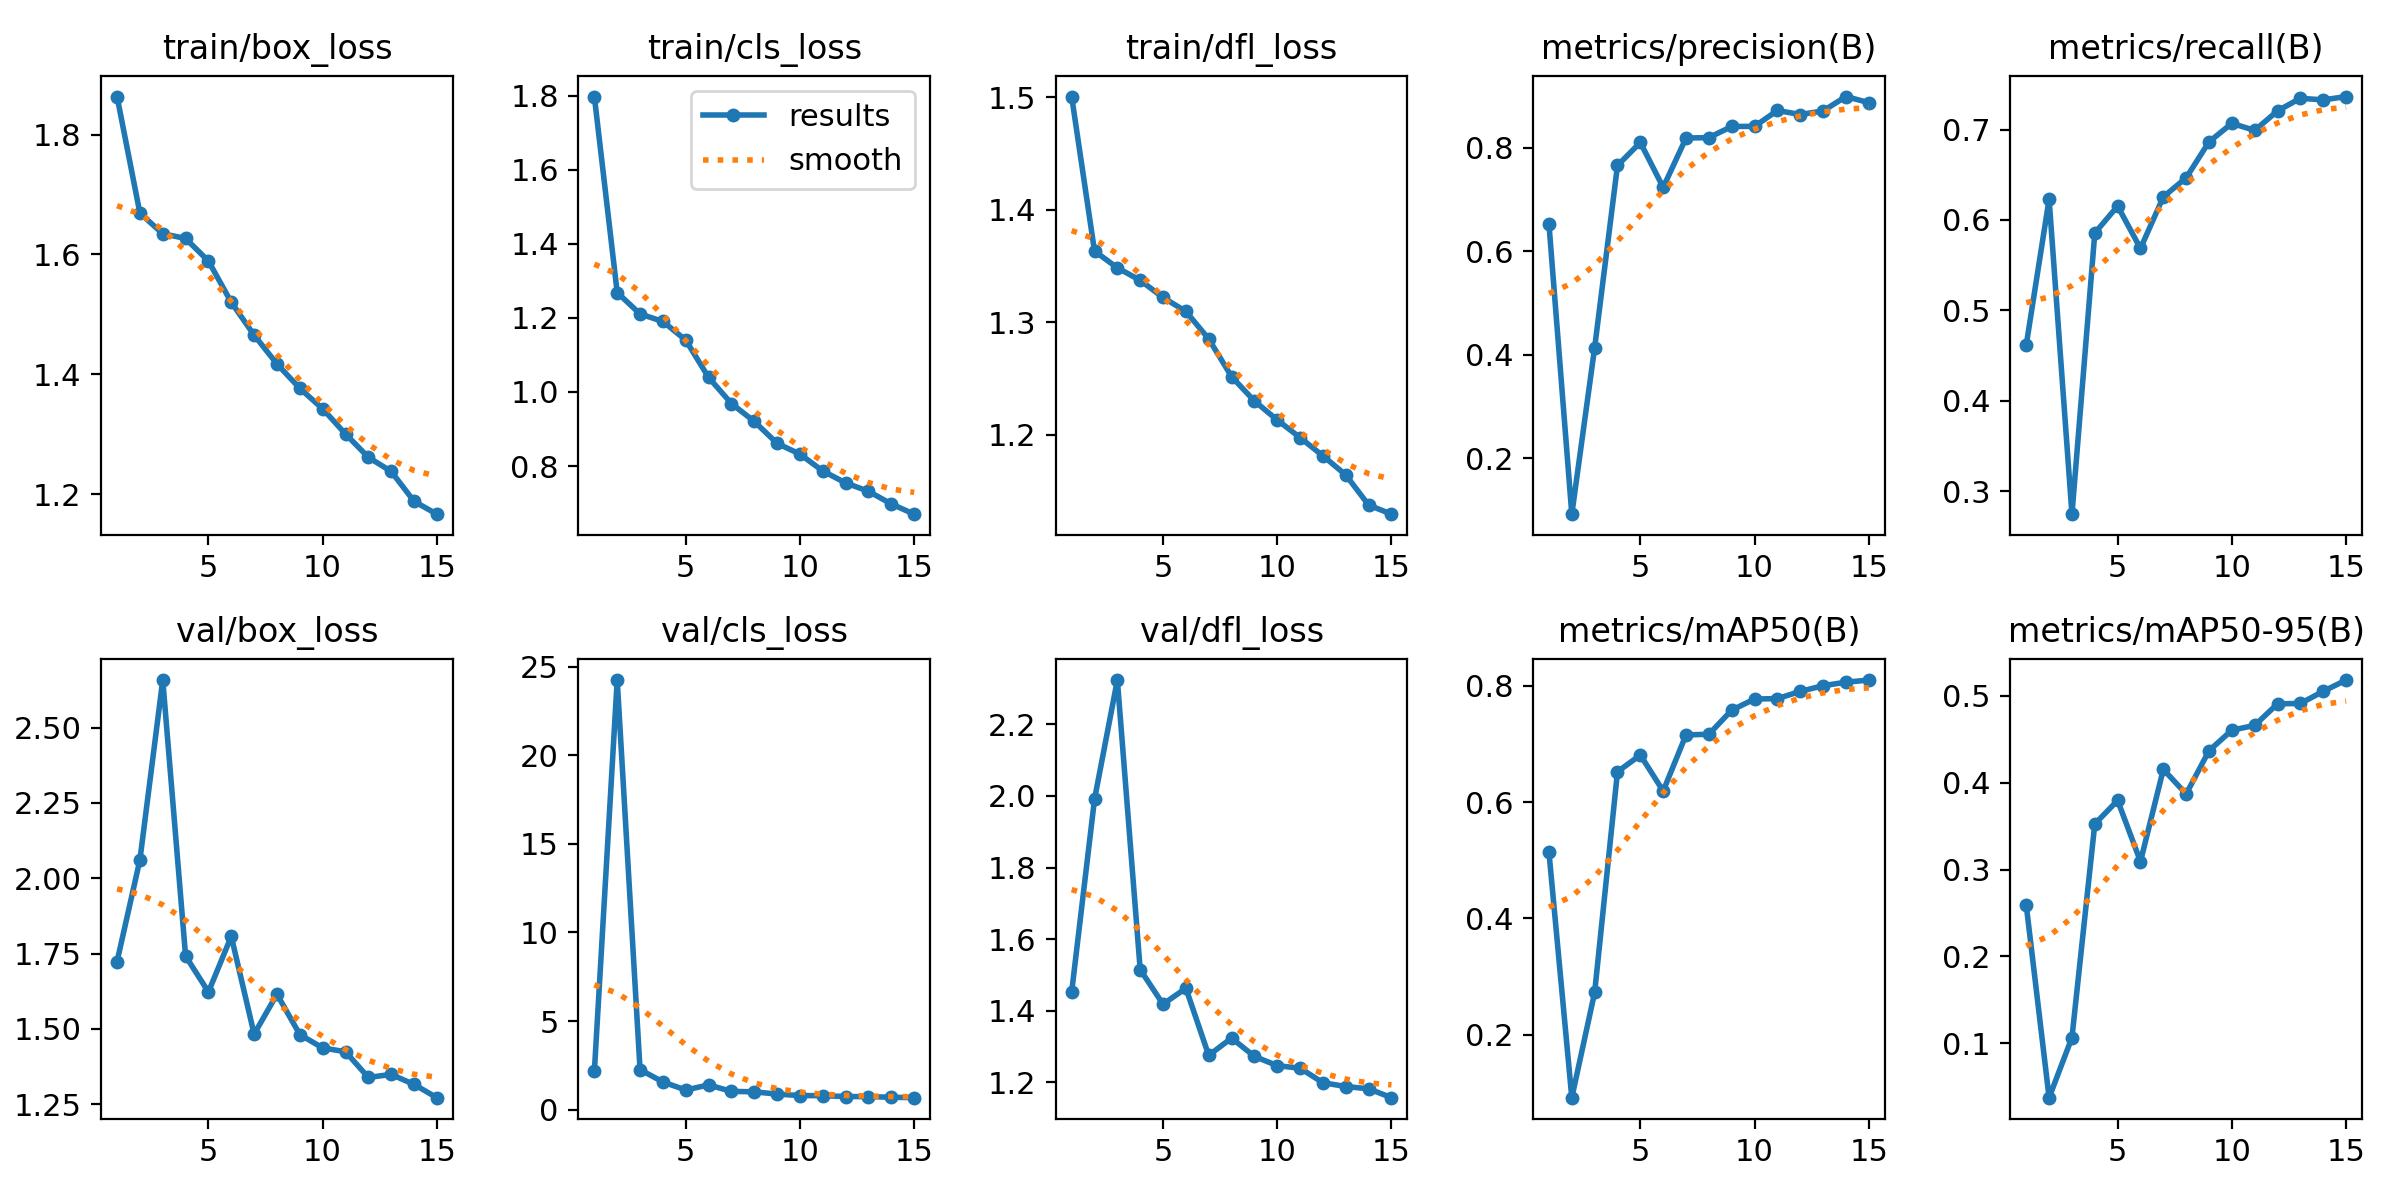 train/box_loss
1.8
1.6
1.4
1.2
5 10 15
train/cls_loss
results
smooth
1.8
1.6
1.4
1.2
1.0
0.8
5 10 15
train/dfl_loss
1.5
1.4
1.3
1.2
5 10 15
metrics/precision(B)
0.8
0.6
0.4
0.2
5 10 15
metrics/recall(B)
0.7
0.6
0.5
0.4
0.3
5 10 15
val/box_loss
2.50
2.25
2.00
1.75
1.50
1.25
5 10 15
val/cls_loss
25
20
15
10
5
0
5 10 15
val/dfl_loss
2.2
2.0
1.8
1.6
1.4
1.2
5 10 15
metrics/mAP50(B)
0.8
0.6
0.4
0.2
5 10 15
metrics/mAP50-95(B)
0.5
0.4
0.3
0.2
0.1
5 10 15